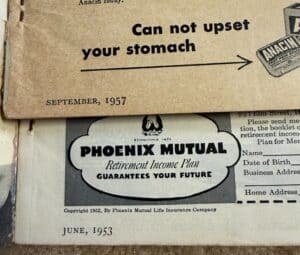 Anacin today.
Can not upset
your stomach
ANACIN
SEPTEMBER, 1957
PHOENIX MUTUAL
Retirement Income Plan
GUARANTEES YOUR FUTURE
Please send me
tion, the booklet
retirement income
Plan for Me
Name
Date of Birth
Business Address
Home Address
Copyright 1952, By Phoenix Mutual Life Insurance Company
JUNE, 1953